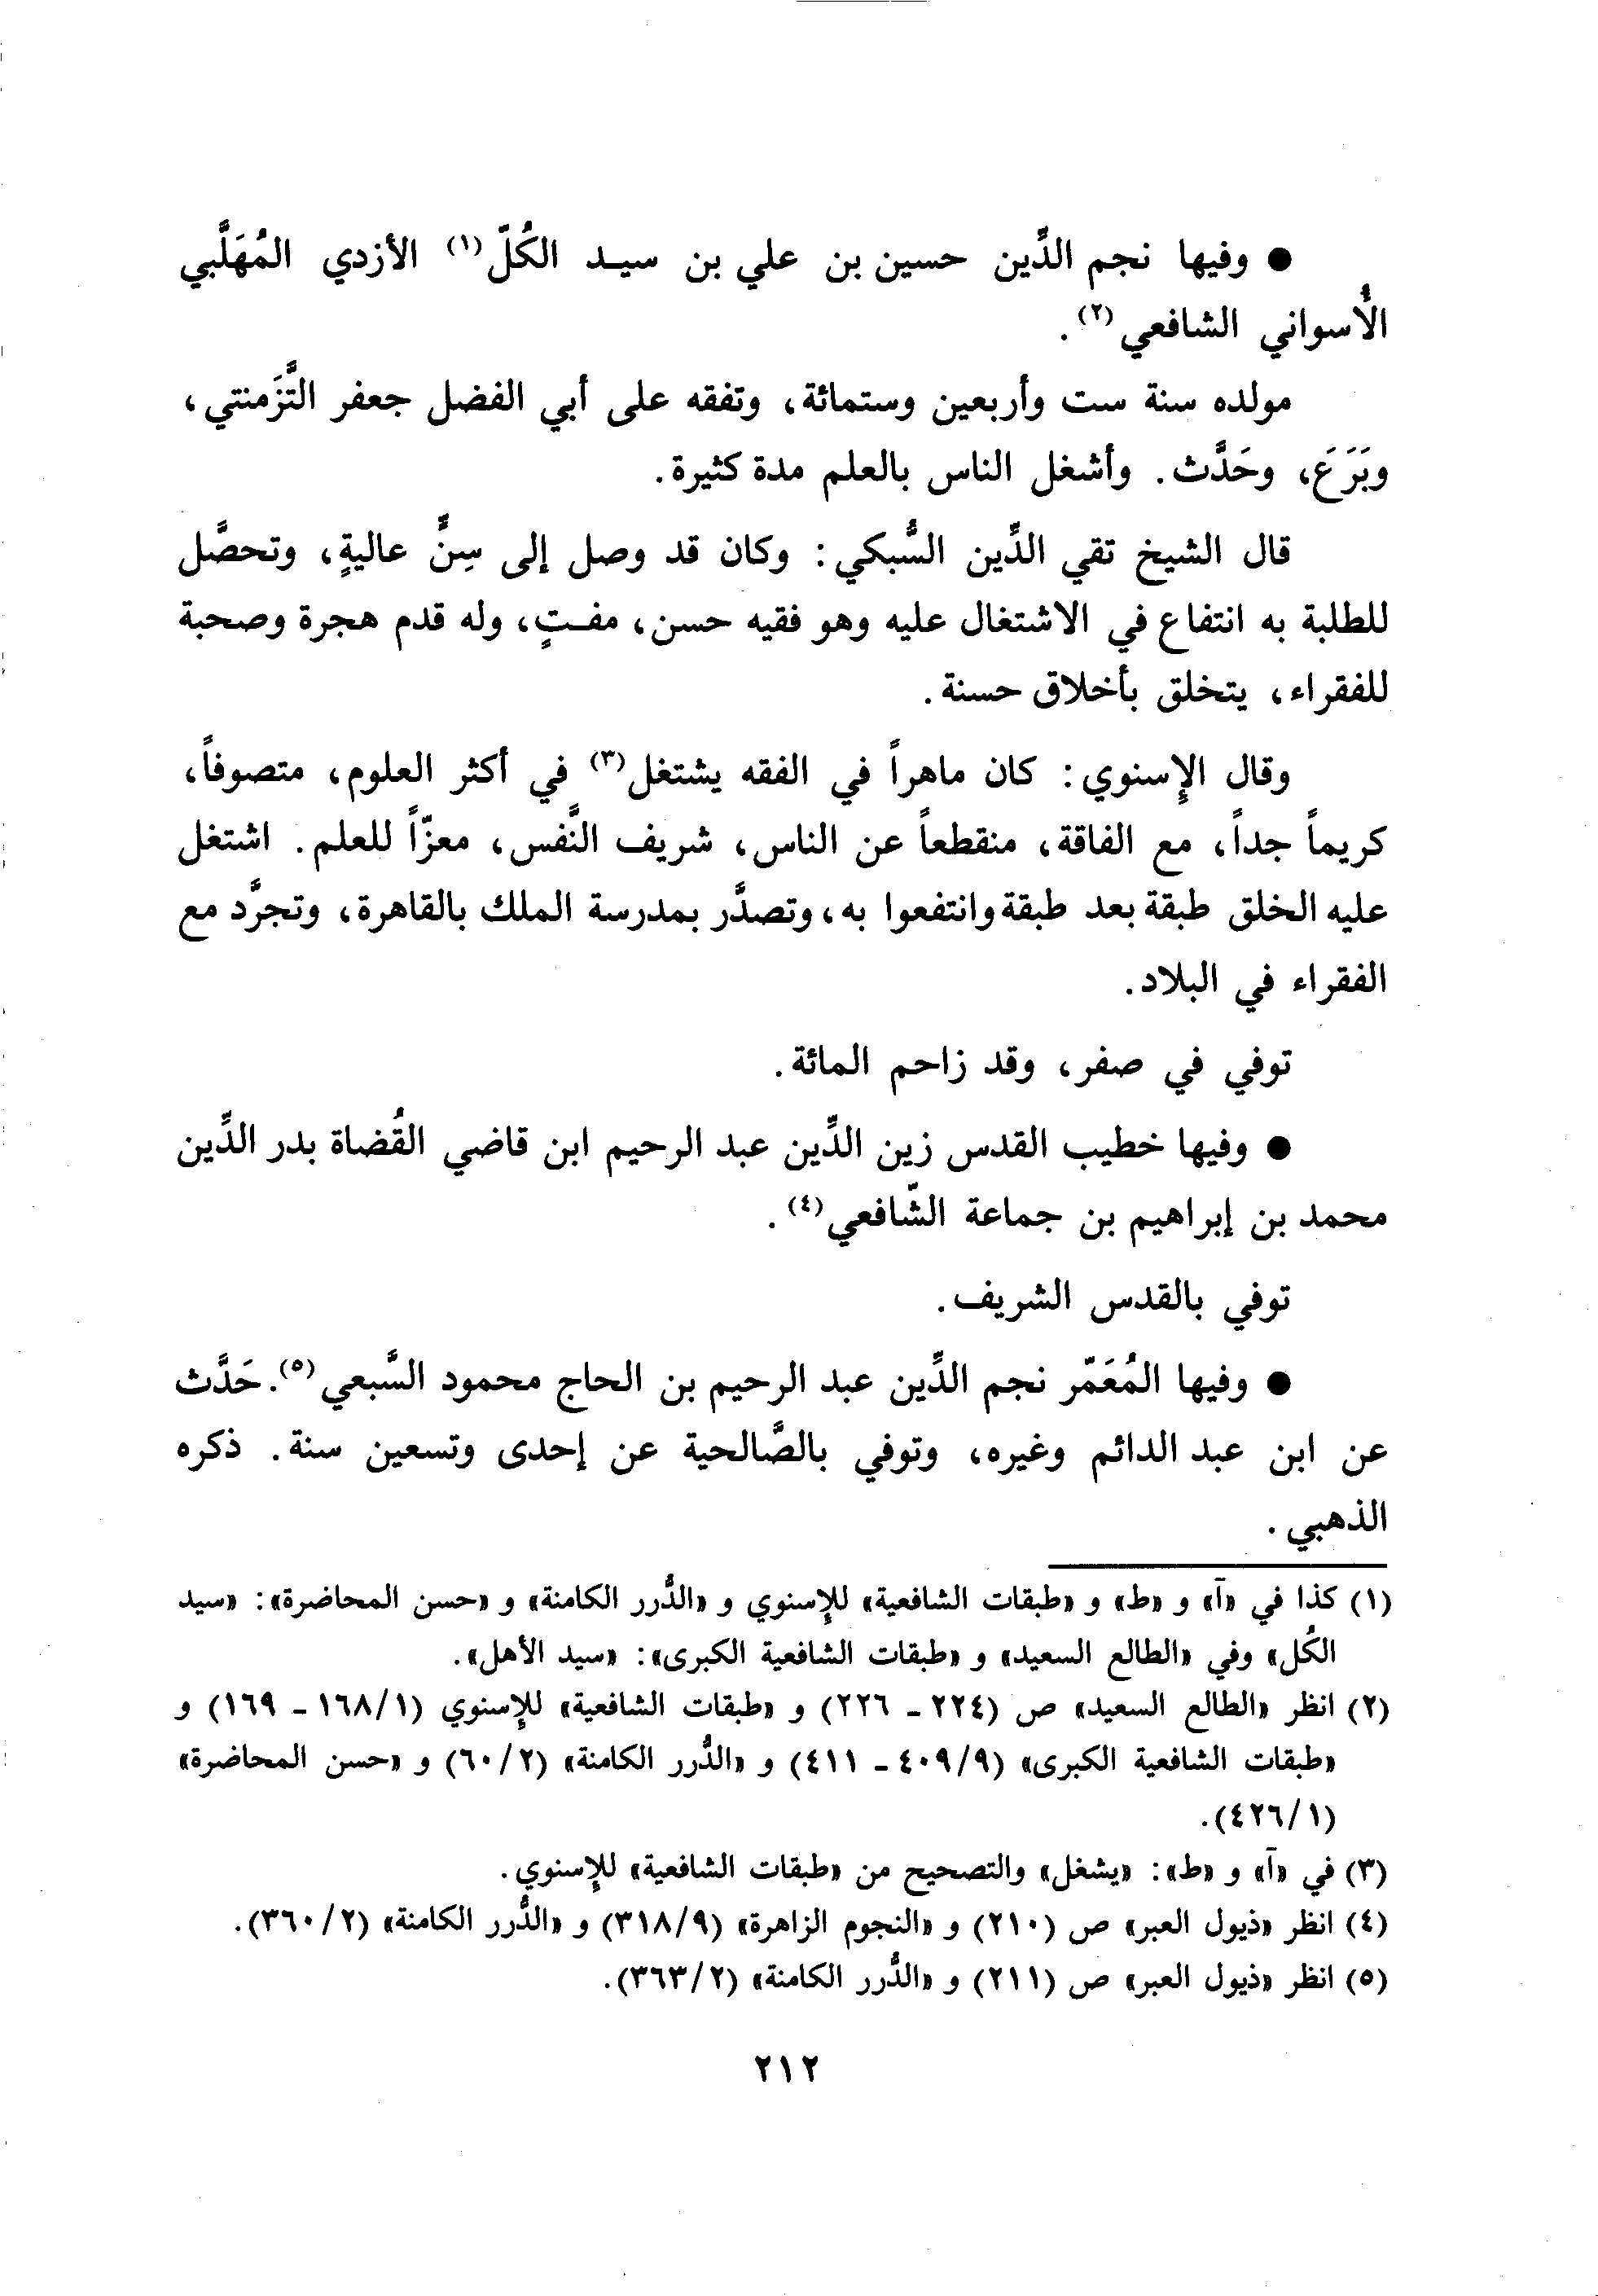 ● وفيها نجم الدِّين حسين بن علي بن سيـد الكُلّ(١) الأزدي المُهَلَّبي
الأُسواني الشافعي(٢).
مولده سنة ست وأربعين وستمائة، وتفقه على أبي الفضل جعفر التَّزَمنتي،
وبَرَعَ، وحَدَّث. وأشغل الناس بالعلم مدة كثيرة.
قال الشيخ تقي الدِّين السُّبكي: وكان قد وصل إلى سِنٍّ عاليةٍ، وتحصَّل
للطلبة به انتفاع في الاشتغال عليه وهو فقيه حسن، مفـتٍ، وله قدم هجرة وصحبة
للفقراء، يتخلق بأخلاق حسنة.
وقال الإسنوي: كان ماهراً في الفقه يشتغل(٣) في أكثر العلوم، متصوفاً،
كريماً جداً، مع الفاقة، منقطعاً عن الناس، شريف النَّفس، معزّاً للعلم. اشتغل
عليه الخلق طبقة بعد طبقة وانتفعوا به، وتصدَّر بمدرسة الملك بالقاهرة، وتجرَّد مع
الفقراء في البلاد.
توفي في صفر، وقد زاحم المائة.
● وفيها خطيب القدس زين الدِّين عبد الرحيم ابن قاضي القُضاة بدر الدِّين
محمد بن إبراهيم بن جماعة الشّافعي(٤).
توفي بالقدس الشريف.
● وفيها المُعَمّر نجم الدِّين عبد الرحيم بن الحاج محمود السَّبعي(٥). حَدَّث
عن ابن عبد الدائم وغيره، وتوفي بالصَّالحية عن إحدى وتسعين سنة. ذكره
الذهبي.
(١) كذا في «آ» و «ط» و «طبقات الشافعية» للإسنوي و «الدُّرر الكامنة» و «حسن المحاضرة»: «سيد
الكُل» وفي «الطالع السعيد» و «طبقات الشافعية الكبرى»: «سيد الأهل».
(٢) انظر «الطالع السعيد» ص (٢٢٤ - ٢٢٦) و «طبقات الشافعية» للإسنوي (١/١٦٨ - ١٦٩) و
«طبقات الشافعية الكبرى» (٩/٤٠٩ - ٤١١) و «الدُّرر الكامنة» (٢/٦٠) و «حسن المحاضرة»
(١/٤٢٦).
(٣) في «آ» و «ط»: «يشغل» والتصحيح من «طبقات الشافعية» للإسنوي.
(٤) انظر «ذيول العبر» ص (٢١٠) و «النجوم الزاهرة» (٩/٣١٨) و «الدُّرر الكامنة» (٢/٣٦٠).
(٥) انظر «ذيول العبر» ص (٢١١) و «الدُّرر الكامنة» (٢/٣٦٣).
٢١٢